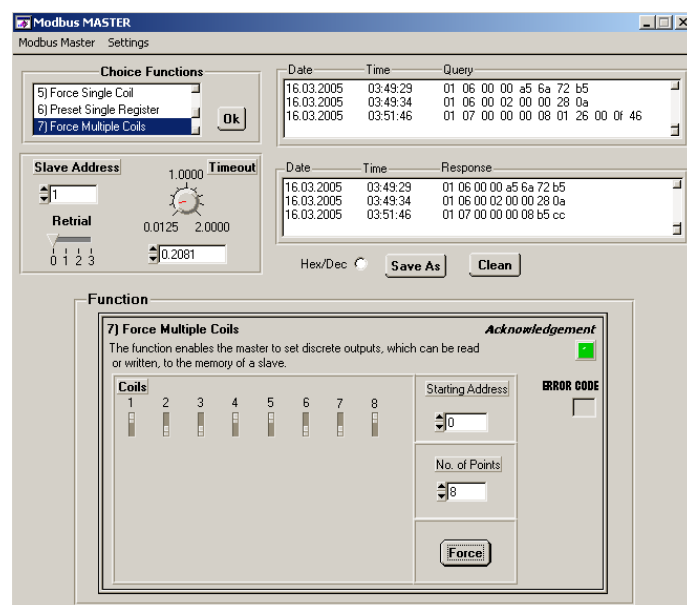 Modbus MASTER
Modbus Master Settings
Choice Functions
5) Force Single Coil
6) Preset Single Register
7) Force Multiple Coils
Ok
Date Time Query
16.03.2005 03:49:29 01 06 00 00 a5 6a 72 b5
16.03.2005 03:49:34 01 06 00 02 00 00 28 0a
16.03.2005 03:51:46 01 07 00 00 00 08 01 26 00 0f 46
Slave Address
1
Retrial
0 1 2 3
Timeout
1.0000
0.0125 2.0000
0.2081
Date Time Response
16.03.2005 03:49:29 01 06 00 00 a5 6a 72 b5
16.03.2005 03:49:34 01 06 00 02 00 00 28 0a
16.03.2005 03:51:46 01 07 00 00 00 08 b5 cc
Hex/Dec Save As Clean
Function
7) Force Multiple Coils
Acknowledgement
The function enables the master to set discrete outputs, which can be read
or written, to the memory of a slave.
ERROR CODE
Coils
1 2 3 4 5 6 7 8
Starting Address
0
No. of Points
8
Force